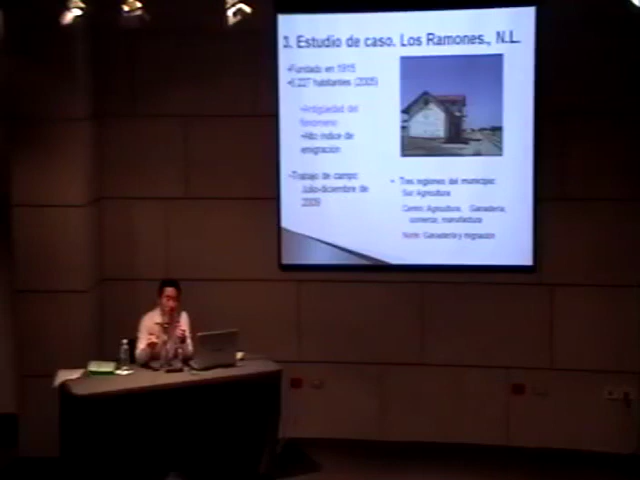 3. Estudio de caso. Los Ramones., N.L.
•Fundado en 1915
•6,227 habitantes (2005)
•Antigüedad del
fenómeno
•Alto índice de
emigración
•Trabajo de campo:
Julio-diciembre de
2009
• Tres regiones del municipio:
Sur: Agricultura
Centro: Agricultura, Ganadería,
comercio, manufactura
Norte: Ganadería y migración